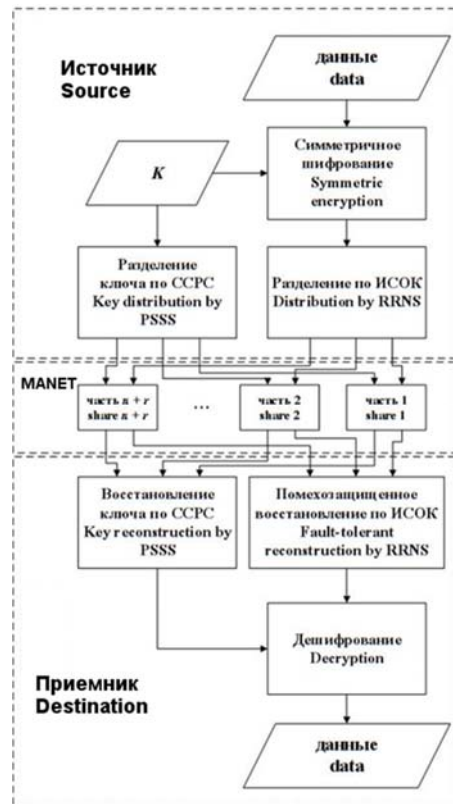 Источник
Source
данные
data
K
Симметричное
шифрование
Symmetric
encryption
Разделение
ключа по ССРС
Key distribution by
PSSS
Разделение по ИСОК
Distribution by RRNS
MANET
часть n + r
share n + r
...
часть 2
share 2
часть 1
share 1
Восстановление
ключа по ССРС
Key reconstruction by
PSSS
Помехозащищенное
восстановление по ИСОК
Fault-tolerant
reconstruction by RRNS
Дешифрование
Decryption
Приемник
Destination
данные
data